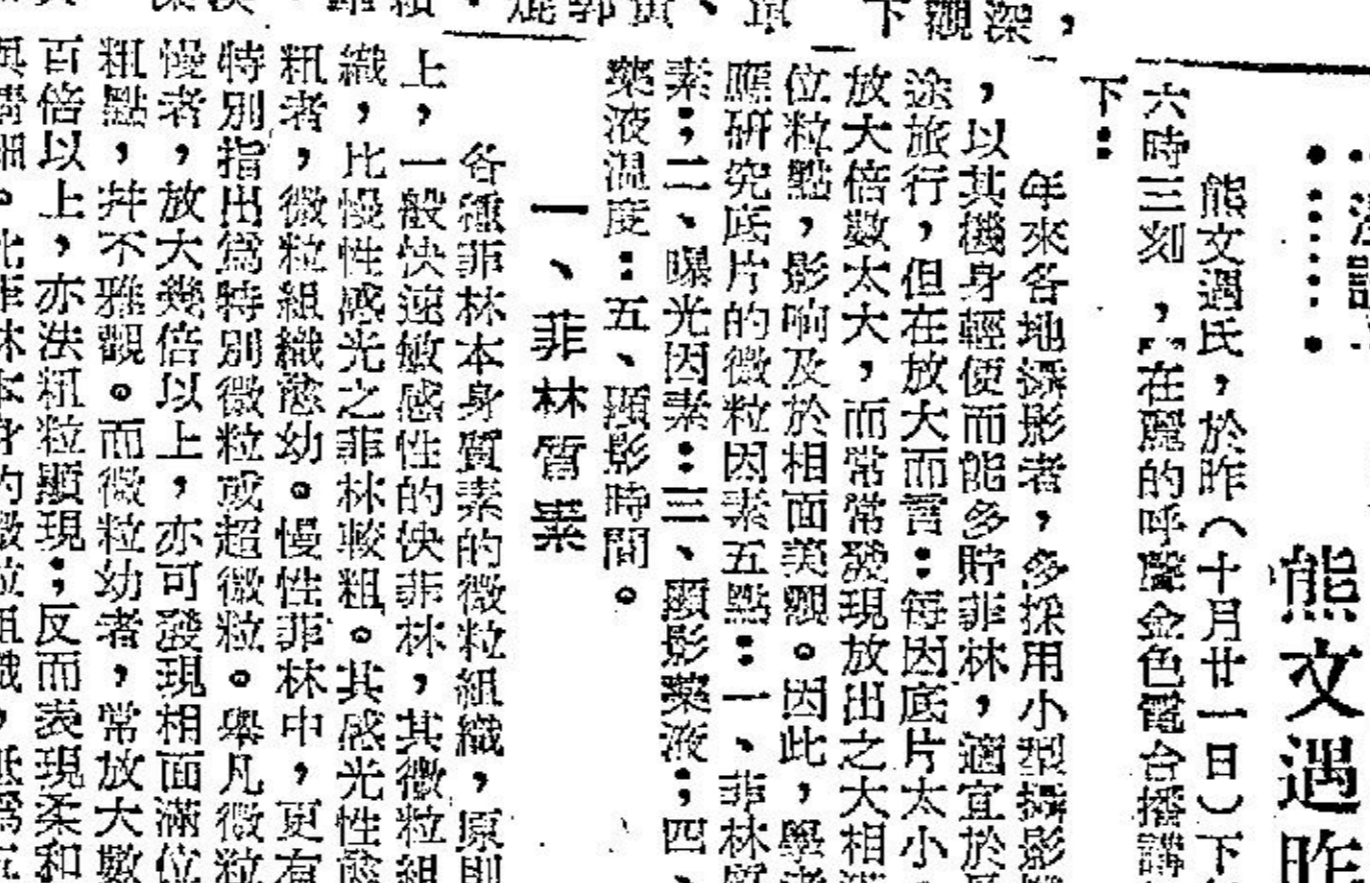 熊文遇昨
熊文遇氏，於昨（十月廿一日）下
六時三刻，在麗的呼聲金色電台播講
下：
年來各地攝影者，多採用小型攝影
，以其機身輕便而能多貯菲林，適宜於
途旅行，但在放大而言：每因底片太小
放大倍數太大，而常常發現放出之大相
位粒點，影响及於相面美觀。因此，學者
應研究底片的微粒因素五點：一、菲林質
素；二、曝光因素：三、顯影藥液；四、
藥液溫度：五、顯影時間。
一、菲林質素
各種菲林本身質素的微粒組織，原則
上，一般快速敏感性的快菲林，其微粒組
織，比慢性感光之菲林較粗。其感光性愈
粗者，微粒組織愈幼。慢性菲林中，更有
特別指出爲特別微粒或超微粒。舉凡微粒
慢者，放大幾倍以上，亦可發現相面滿位
粗點，幷不雅觀。而微粒幼者，常放大數
百倍以上，亦法粗粒顯現；反而表現柔和